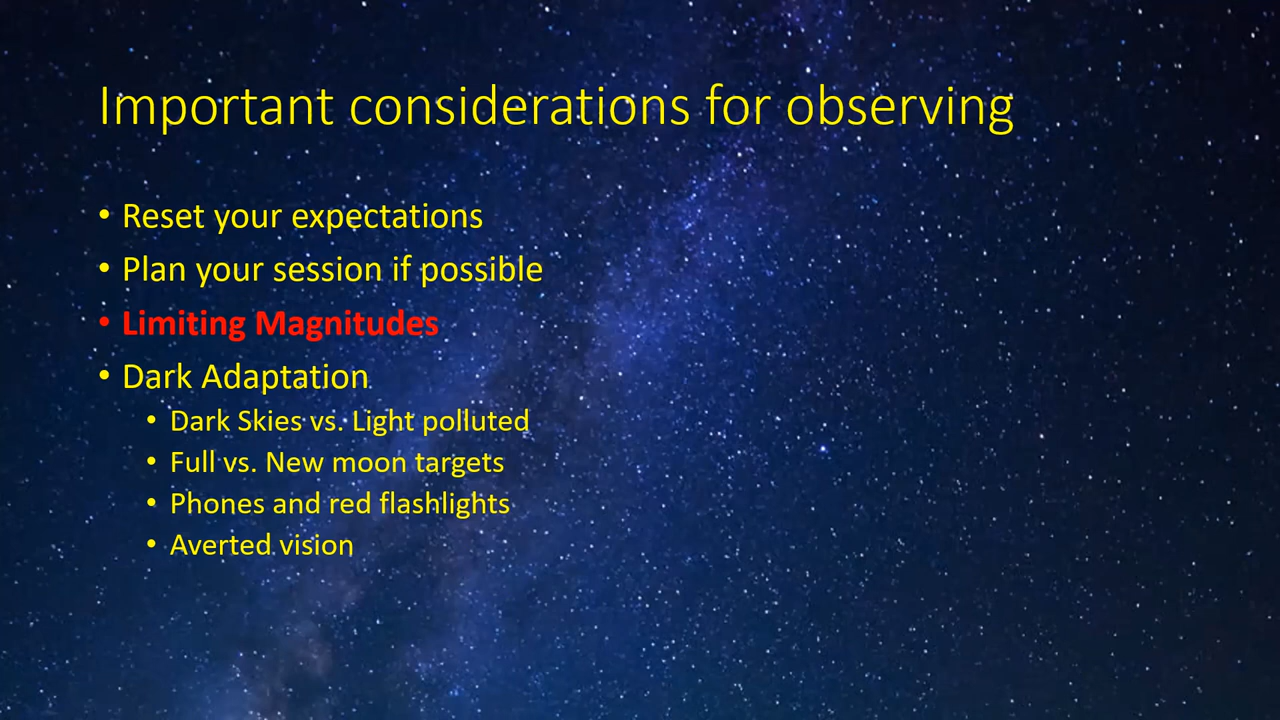 Important considerations for observing
• Reset your expectations
• Plan your session if possible
• Limiting Magnitudes
• Dark Adaptation
• Dark Skies vs. Light polluted
• Full vs. New moon targets
• Phones and red flashlights
• Averted vision